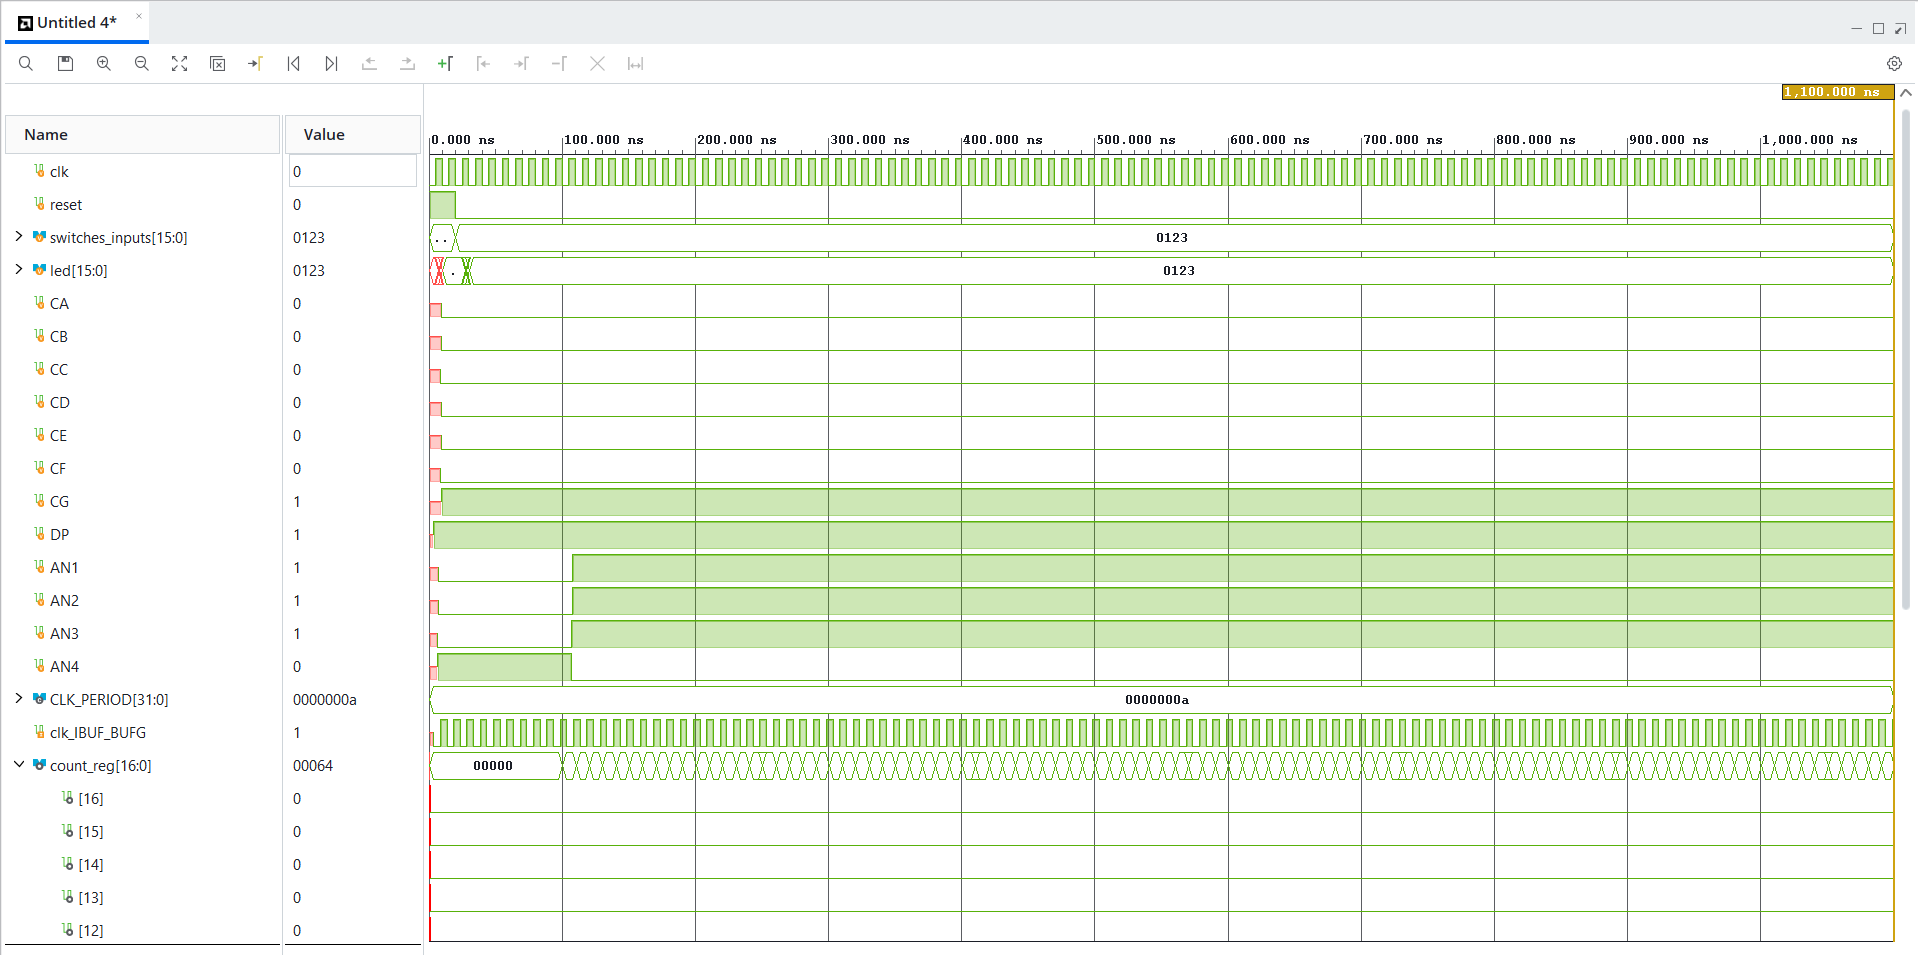 Untitled 4*
1,100.000 ns
Name Value
0.000 ns 100.000 ns 200.000 ns 300.000 ns 400.000 ns 500.000 ns 600.000 ns 700.000 ns 800.000 ns 900.000 ns 1,000.000 ns
clk 0
reset 0
switches_inputs[15:0] 0123 .. 0123
led[15:0] 0123 . 0123
CA 0
CB 0
CC 0
CD 0
CE 0
CF 0
CG 1
DP 1
AN1 1
AN2 1
AN3 1
AN4 0
CLK_PERIOD[31:0] 0000000a 0000000a
clk_IBUF_BUFG 1
count_reg[16:0] 00064 00000
[16] 0
[15] 0
[14] 0
[13] 0
[12] 0